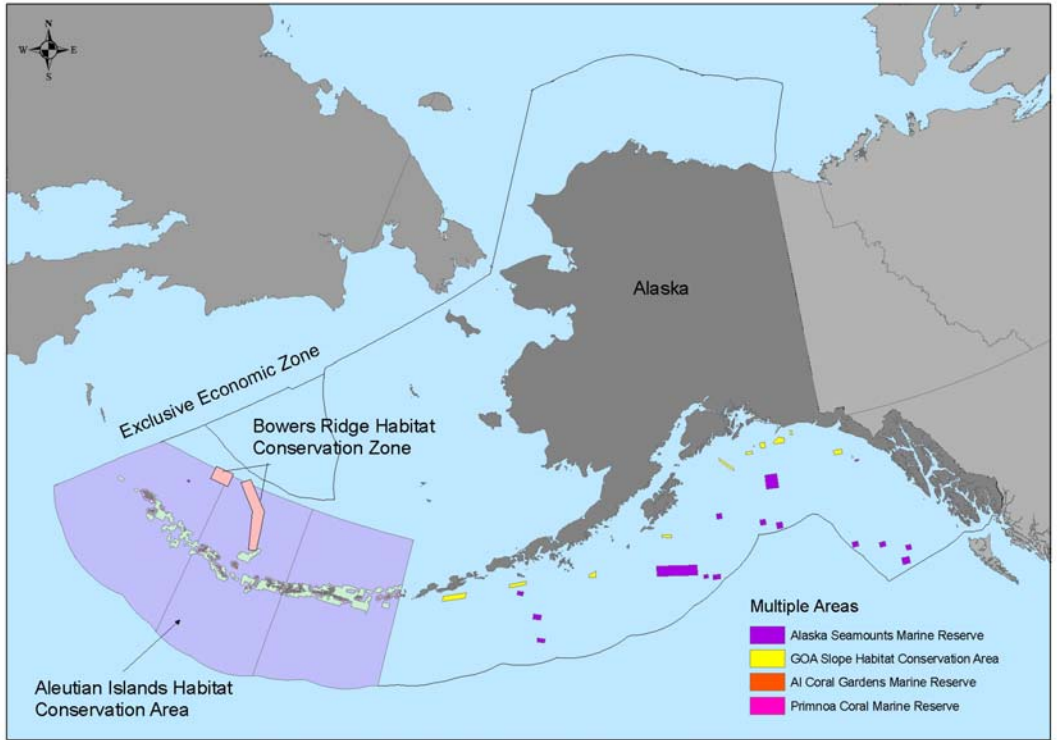 N
W E
S
Alaska
Exclusive Economic Zone
Bowers Ridge Habitat
Conservation Zone
Aleutian Islands Habitat
Conservation Area
Multiple Areas
Alaska Seamounts Marine Reserve
GOA Slope Habitat Conservation Area
AI Coral Gardens Marine Reserve
Primnoa Coral Marine Reserve